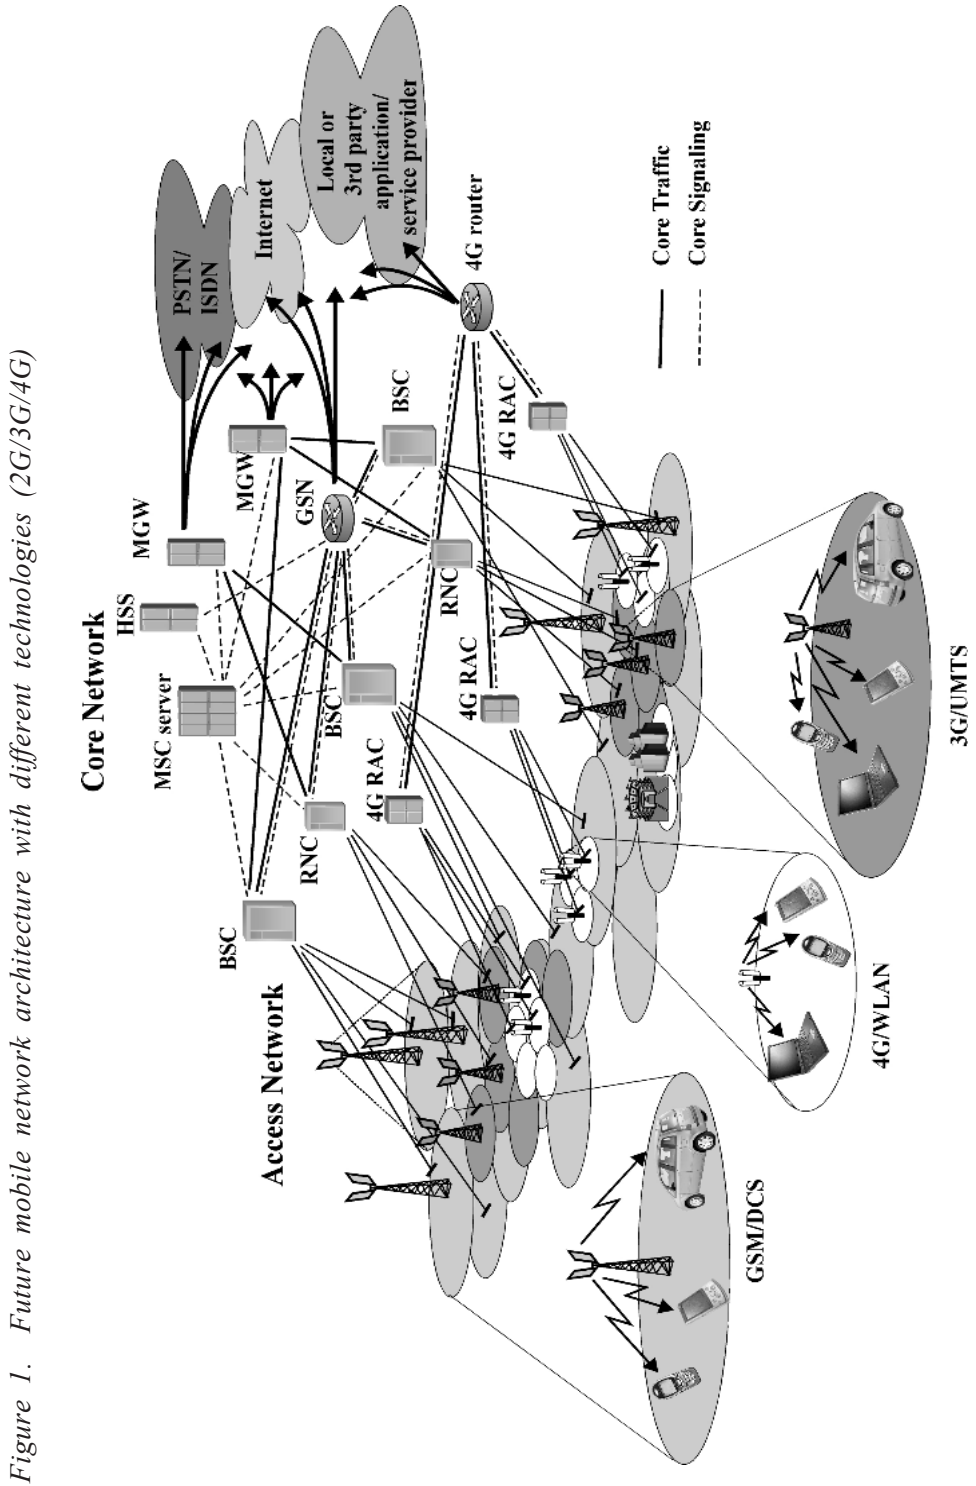 Figure 1. Future mobile network architecture with different technologies (2G/3G/4G)
Core Network
HSS
MGW
MSC server
MGW
GSN
PSTN/
ISDN
Internet
Local or
3rd party
application/
service provider
4G router
BSC
RNC
BSC
RNC
BSC
4G RAC
4G RAC
4G RAC
Access Network
Core Traffic
Core Signaling
GSM/DCS
4G/WLAN
3G/UMTS